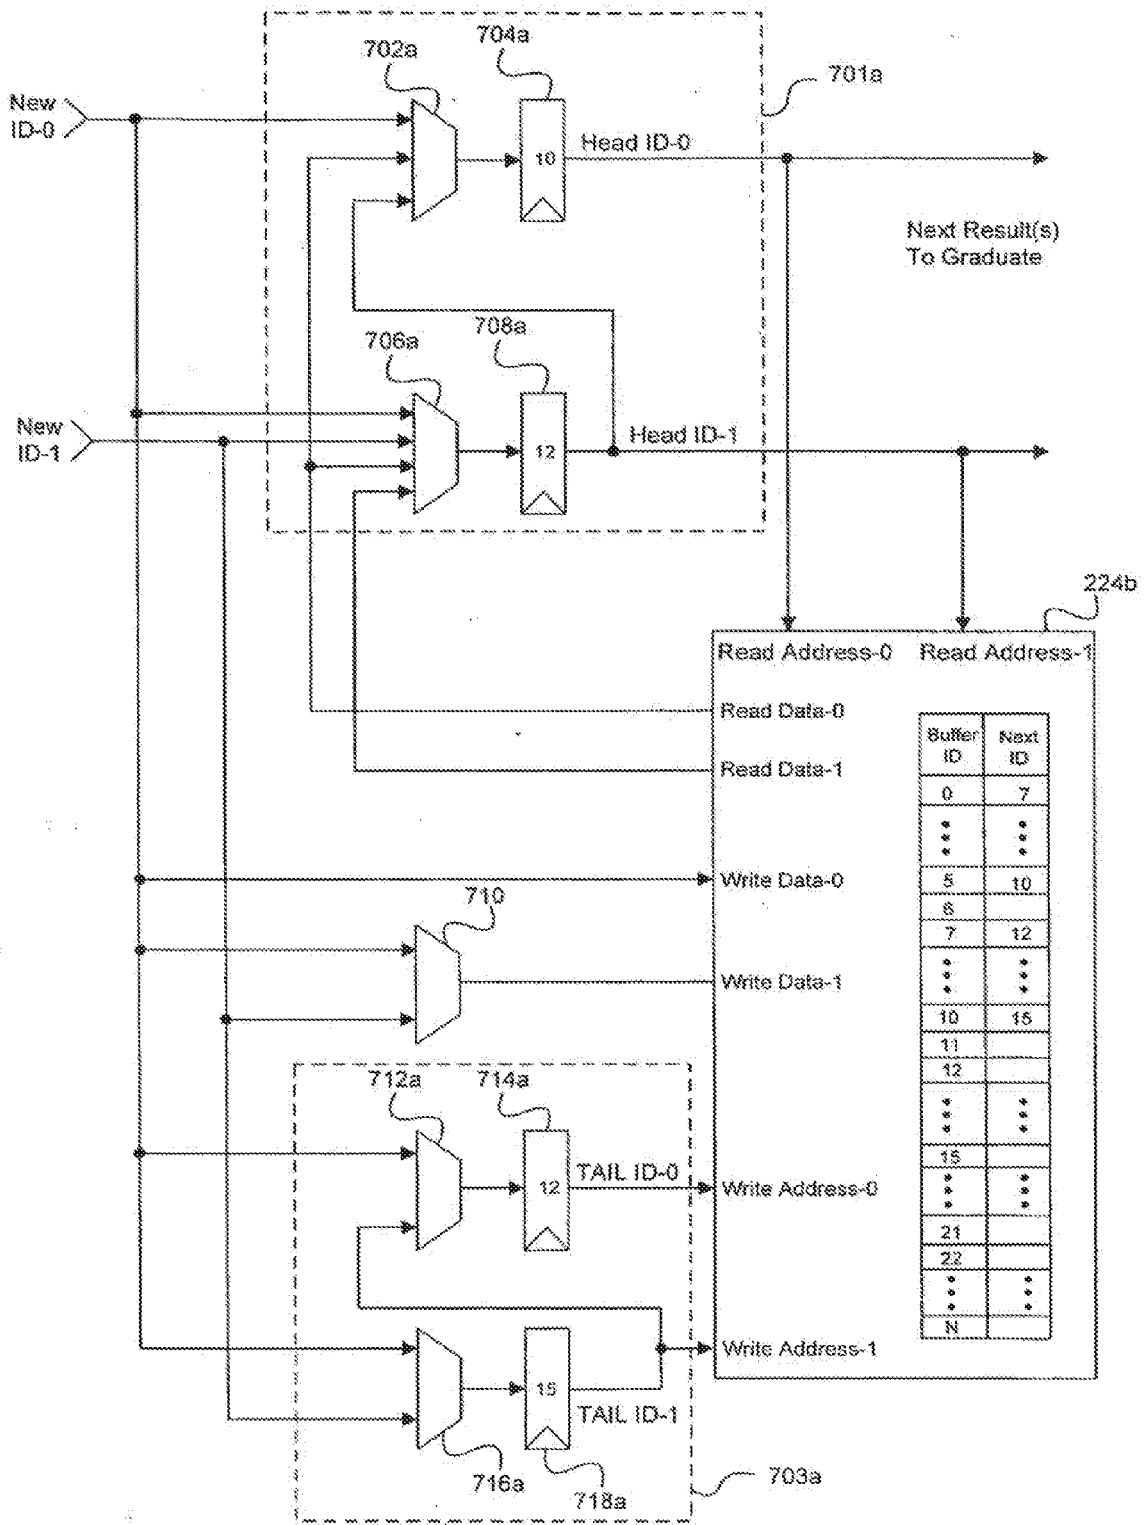 702a
704a
701a
New
ID-0
10
Head ID-0
Next Result(s)
To Graduate
706a
708a
New
ID-1
12
Head ID-1
224b
Read Address-0
Read Address-1
Read Data-0
Read Data-1
Buffer ID
Next ID
0 7
5 10
6
7 12
10 15
11
12
15
21
22
N
Write Data-0
710
Write Data-1
712a
714a
12
TAIL ID-0
Write Address-0
Write Address-1
15
TAIL ID-1
716a
718a
703a